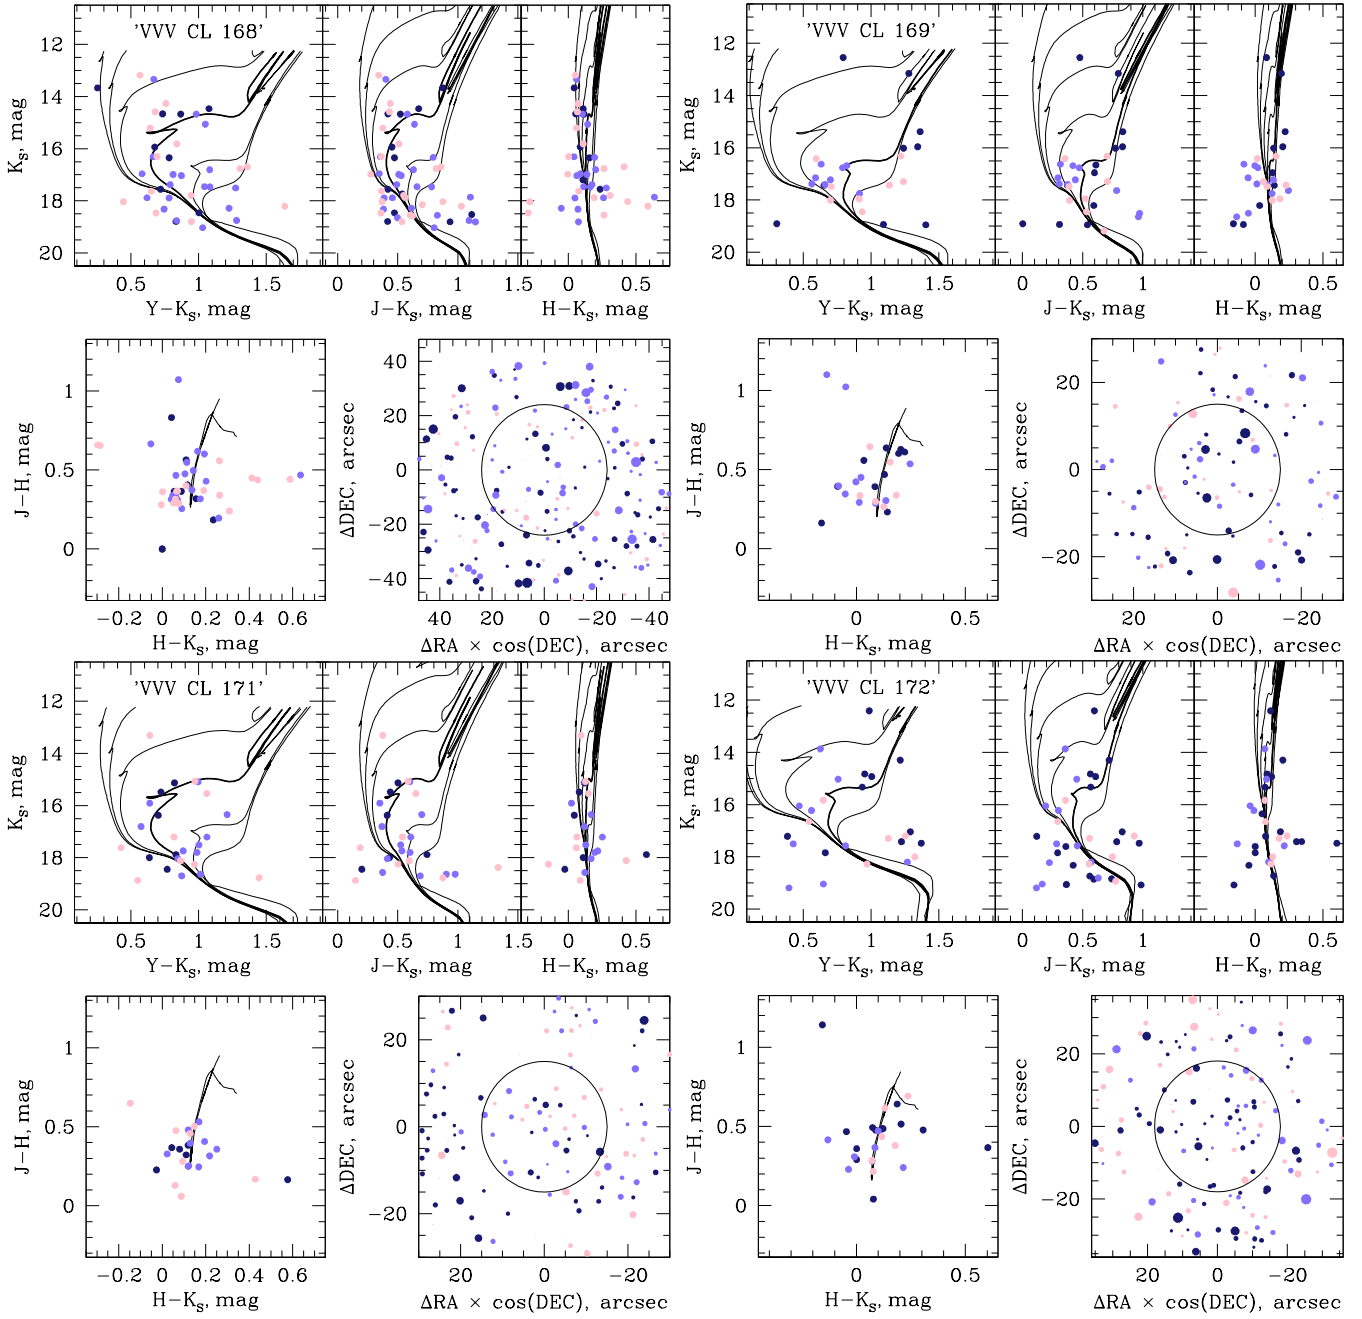 'VVV CL 168'
12
14
16
18
20
K_S, mag
0.5 1 1.5
0 0.5 1 1.5
0 0.5
Y−K_S, mag
J−K_S, mag
H−K_S, mag
'VVV CL 169'
12
14
16
18
20
K_S, mag
0.5 1 1.5
0 0.5 1
0 0.5
Y−K_S, mag
J−K_S, mag
H−K_S, mag
1
0.5
0
J−H, mag
−0.2 0 0.2 0.4 0.6
H−K_S, mag
40
20
0
−20
−40
ΔDEC, arcsec
40 20 0 −20 −40
ΔRA × cos(DEC), arcsec
1
0.5
0
J−H, mag
0 0.5
H−K_S, mag
20
0
−20
ΔDEC, arcsec
20 0 −20
ΔRA × cos(DEC), arcsec
'VVV CL 171'
12
14
16
18
20
K_S, mag
0.5 1 1.5
0 0.5 1 1.5
0 0.5
Y−K_S, mag
J−K_S, mag
H−K_S, mag
'VVV CL 172'
12
14
16
18
20
K_S, mag
0.5 1 1.5
0 0.5 1
0 0.5
Y−K_S, mag
J−K_S, mag
H−K_S, mag
1
0.5
0
J−H, mag
−0.2 0 0.2 0.4 0.6
H−K_S, mag
20
0
−20
ΔDEC, arcsec
20 0 −20
ΔRA × cos(DEC), arcsec
1
0.5
0
J−H, mag
0 0.5
H−K_S, mag
20
0
−20
ΔDEC, arcsec
20 0 −20
ΔRA × cos(DEC), arcsec